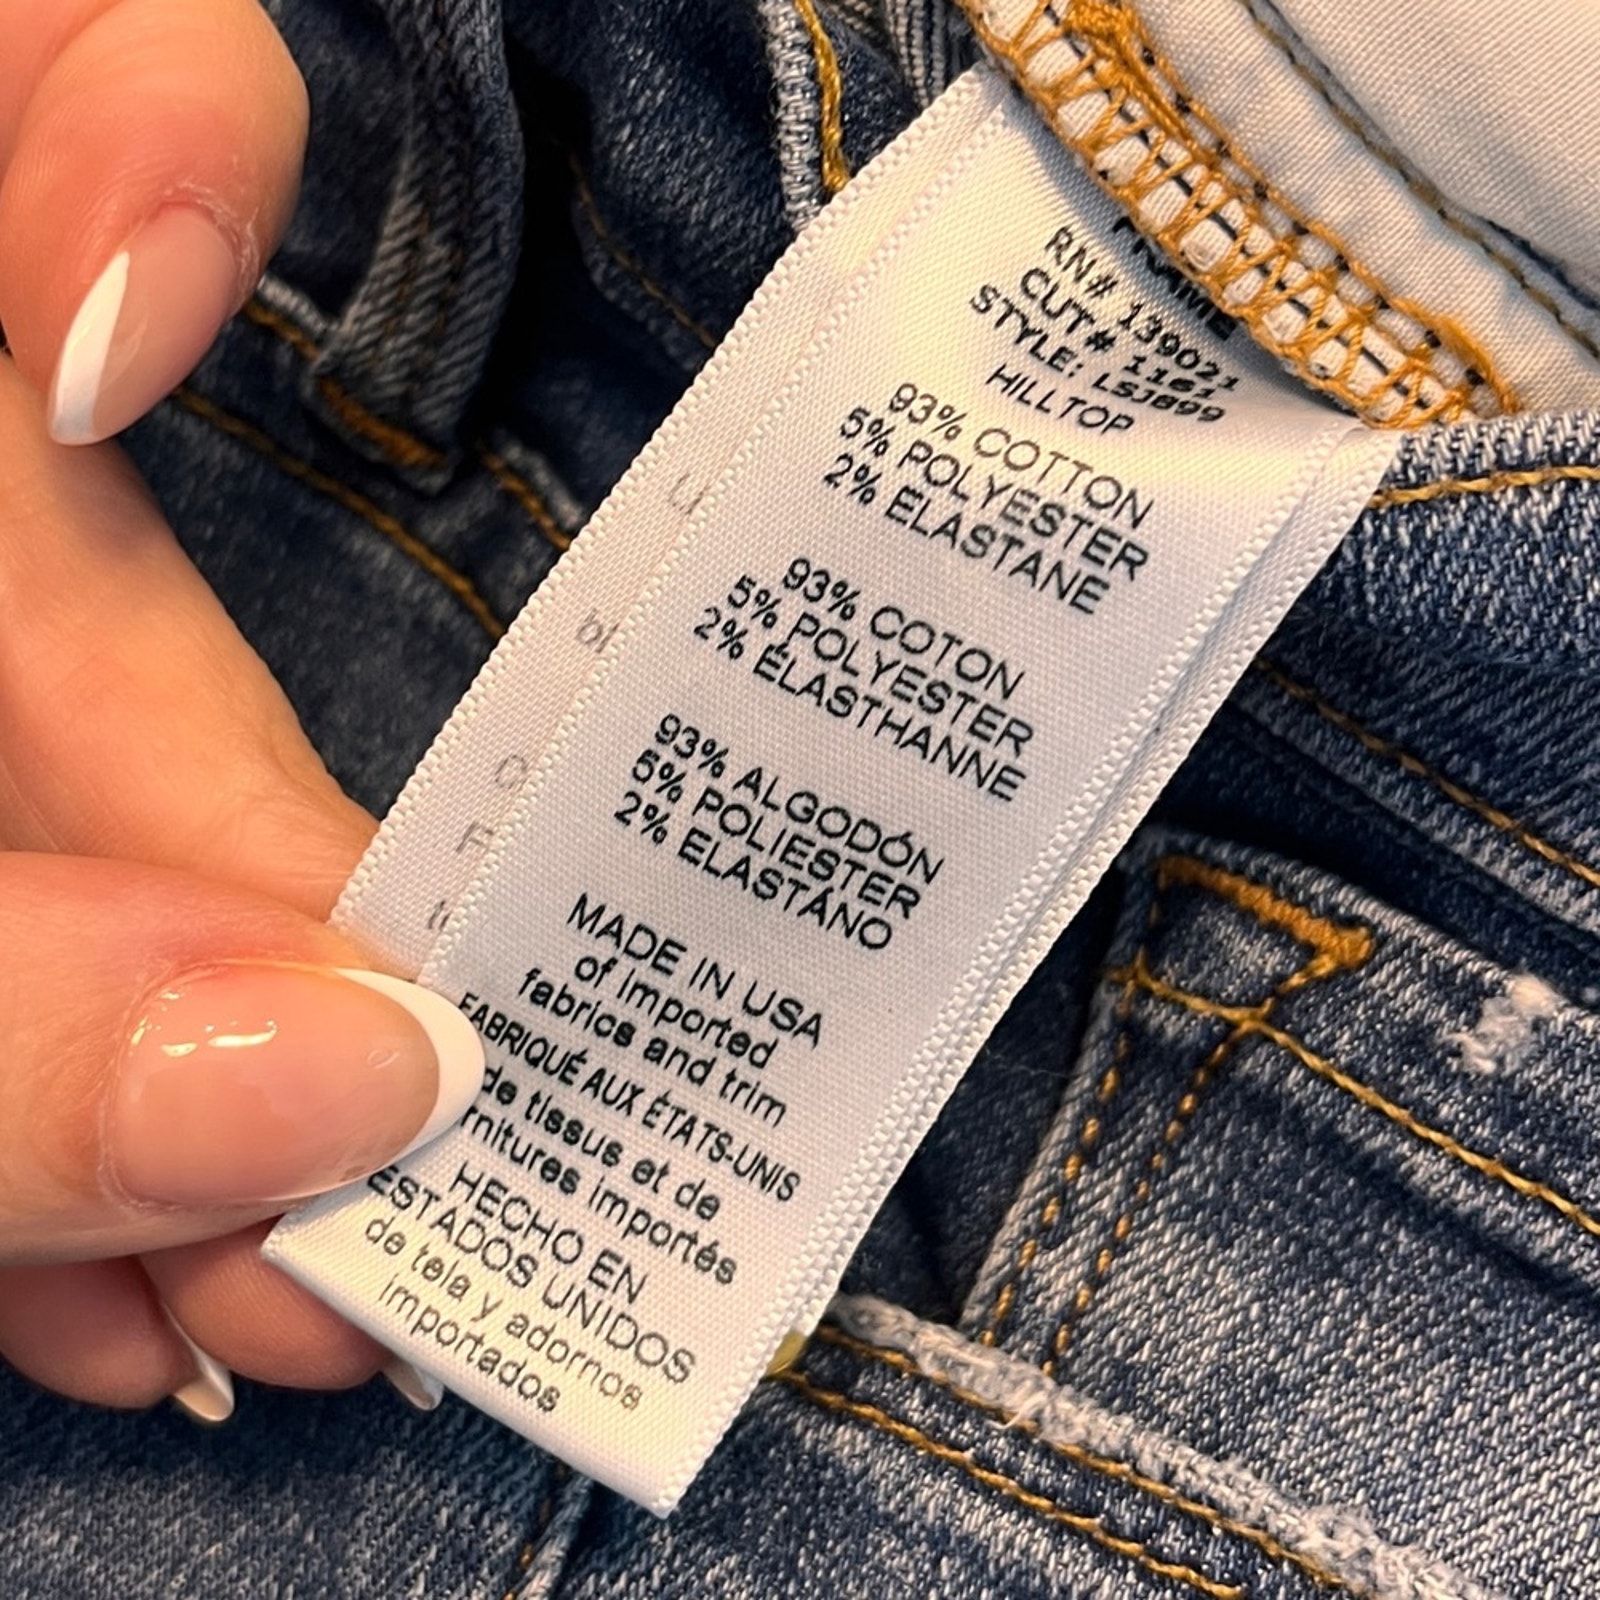 FRAME
RN# 139021
CUT# 1161
STYLE: LSJ899
HILLTOP
93% COTTON
5% POLYESTER
2% ELASTANE
93% COTON
5% POLYESTER
2% ÉLASTHANNE
93% ALGODÓN
5% POLIESTER
2% ELASTÁNO
MADE IN USA
of imported
fabrics and trim
FABRIQUÉ AUX ÉTATS-UNIS
de tissus et de
rnitures importés
HECHO EN
ESTADOS UNIDOS
de tela y adornos
importados